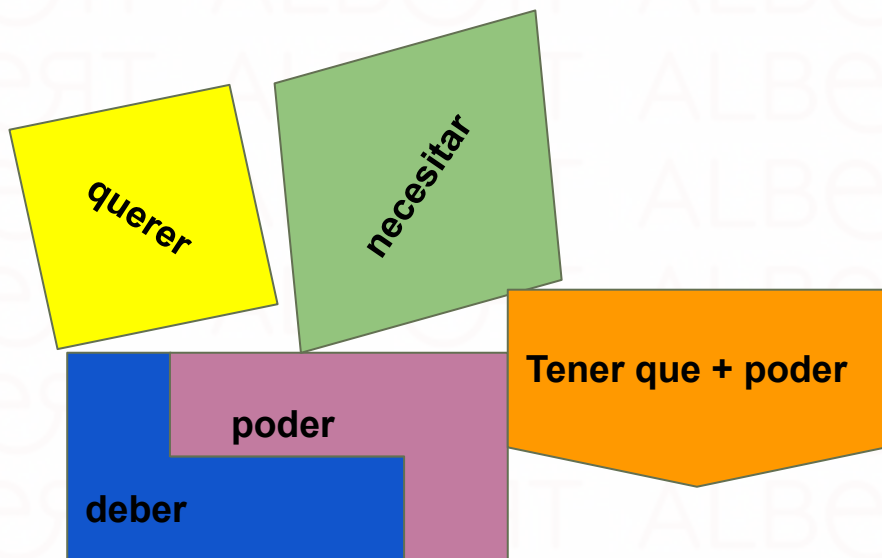 querer
necesitar
Tener que + poder
poder
deber